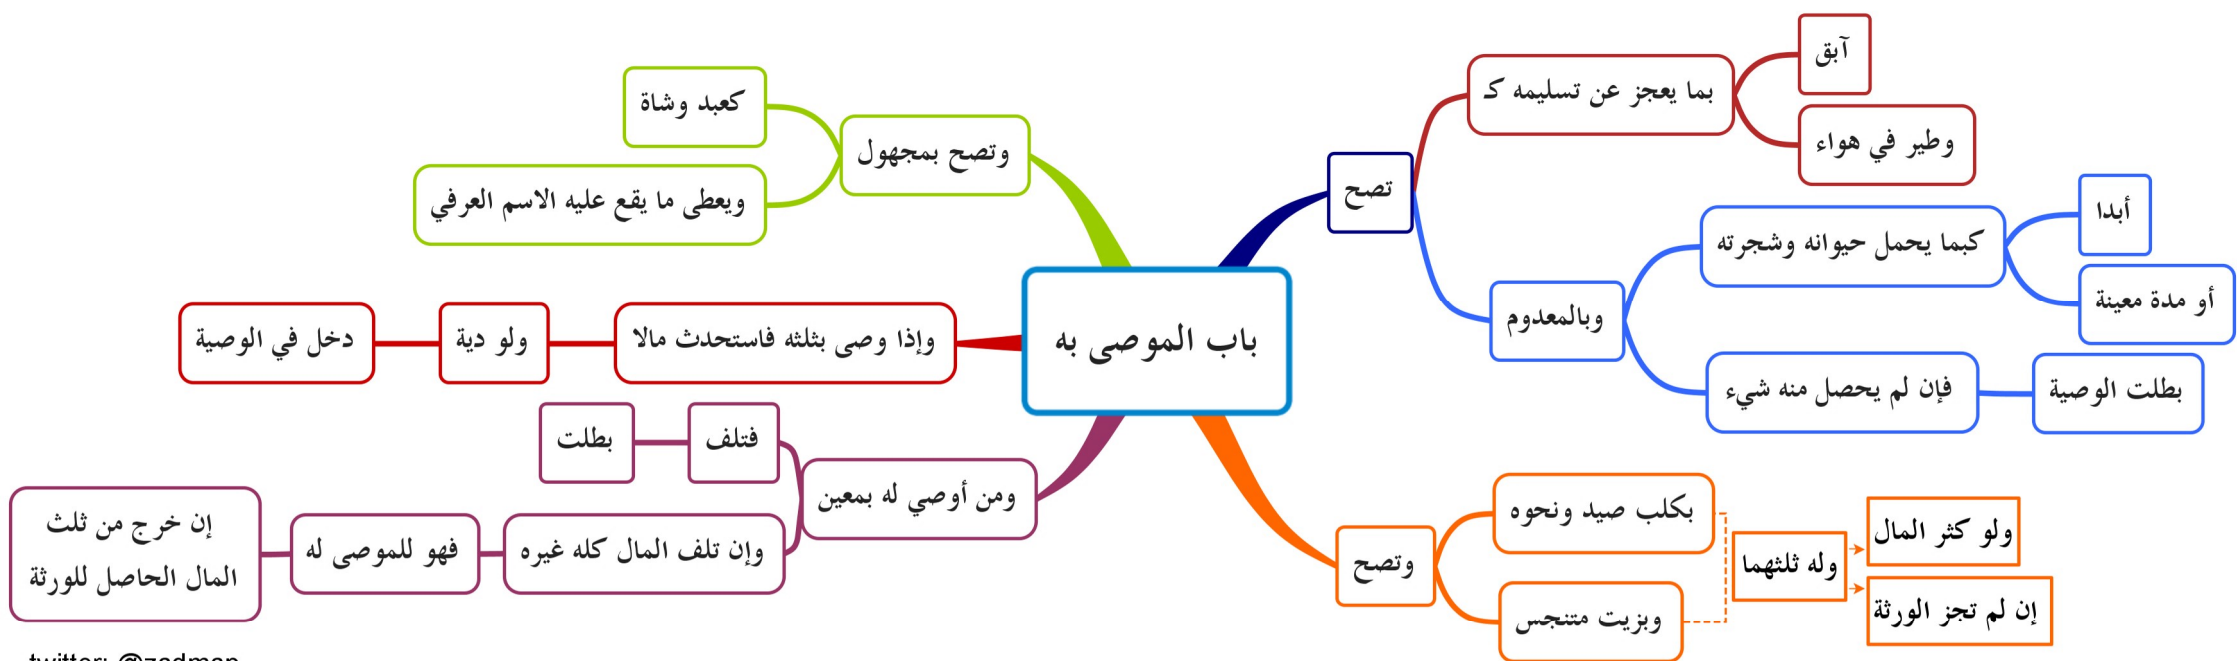 باب الموصى به
تصح
بما يعجز عن تسليمه كـ
آبق
وطير في هواء
وبالمعدوم
كبما يحمل حيوانه وشجرته
أبدا
أو مدة معينة
فإن لم يحصل منه شيء
بطلت الوصية
وتصح
بكلب صيد ونحوه
وبزيت متنجس
وله ثلثهما
ولو كثر المال
إن لم تجز الورثة
وتصح بمجهول
كعبد وشاة
ويعطى ما يقع عليه الاسم العرفي
وإذا وصى بثلثه فاستحدث مالا
ولو دية
دخل في الوصية
ومن أوصي له بمعين
فتلف
بطلت
وإن تلف المال كله غيره
فهو للموصى له
إن خرج من ثلث
المال الحاصل للورثة
twitter: @zadmap